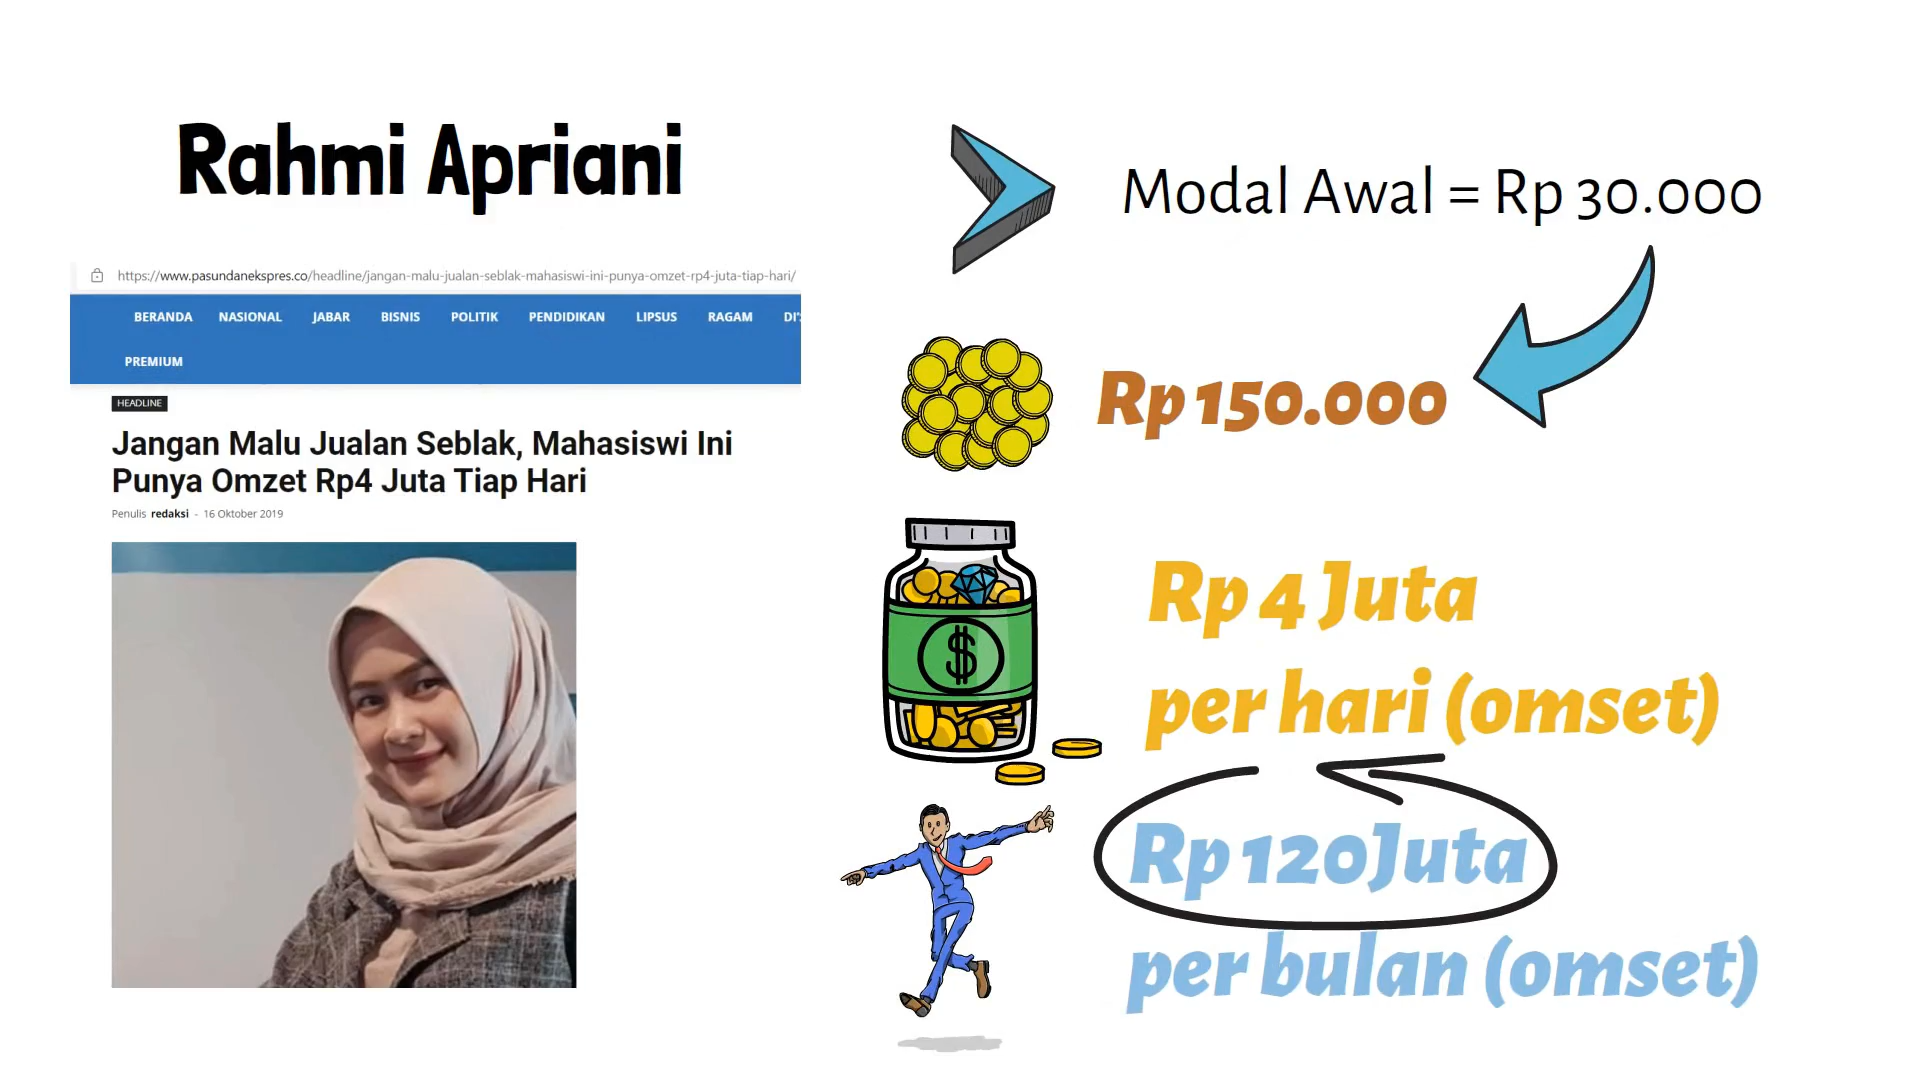 Rahmi Apriani
https://www.pasundanekspres.co/headline/jangan-malu-jualan-seblak-mahasiswi-ini-punya-omzet-rp4-juta-tiap-hari/
BERANDA NASIONAL JABAR BISNIS POLITIK PENDIDIKAN LIPSUS RAGAM
PREMIUM
HEADLINE
Jangan Malu Jualan Seblak, Mahasiswi Ini
Punya Omzet Rp4 Juta Tiap Hari
Penulis redaksi - 16 Oktober 2019
Modal Awal = Rp 30.000
Rp 150.000
$
Rp 4 Juta
per hari (omset)
Rp 120 Juta
per bulan (omset)